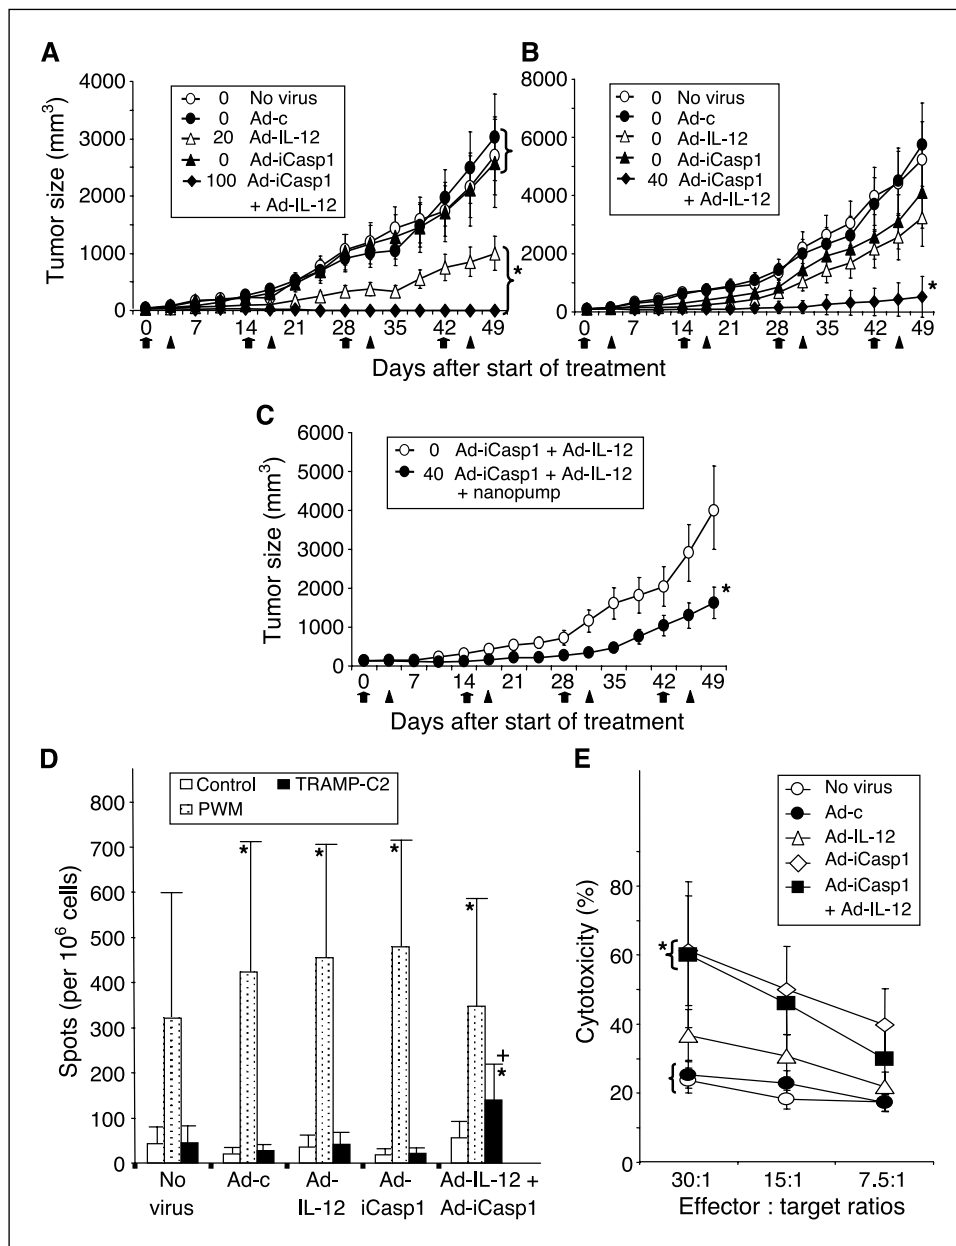 A
Tumor size (mm3)
4000
3000
2000
1000
0
0 No virus
0 Ad-c
20 Ad-IL-12
0 Ad-iCasp1
100 Ad-iCasp1
+ Ad-IL-12
*
0 7 14 21 28 35 42 49
B
8000
6000
4000
2000
0
0 No virus
0 Ad-c
0 Ad-IL-12
0 Ad-iCasp1
40 Ad-iCasp1
+ Ad-IL-12
*
0 7 14 21 28 35 42 49
Days after start of treatment
C
Tumor size (mm3)
6000
5000
4000
3000
2000
1000
0
0 Ad-iCasp1 + Ad-IL-12
40 Ad-iCasp1 + Ad-IL-12
+ nanopump
*
0 7 14 21 28 35 42 49
Days after start of treatment
D
Spots (per 106 cells)
800
700
600
500
400
300
200
100
0
Control TRAMP-C2
PWM
* * * * + *
No Ad-c Ad- Ad- Ad-IL-12 +
virus IL-12 iCasp1 Ad-iCasp1
E
Cytotoxicity (%)
80
60
40
20
0
No virus
Ad-c
Ad-IL-12
Ad-iCasp1
Ad-iCasp1
+ Ad-IL-12
*
30:1 15:1 7.5:1
Effector : target ratios